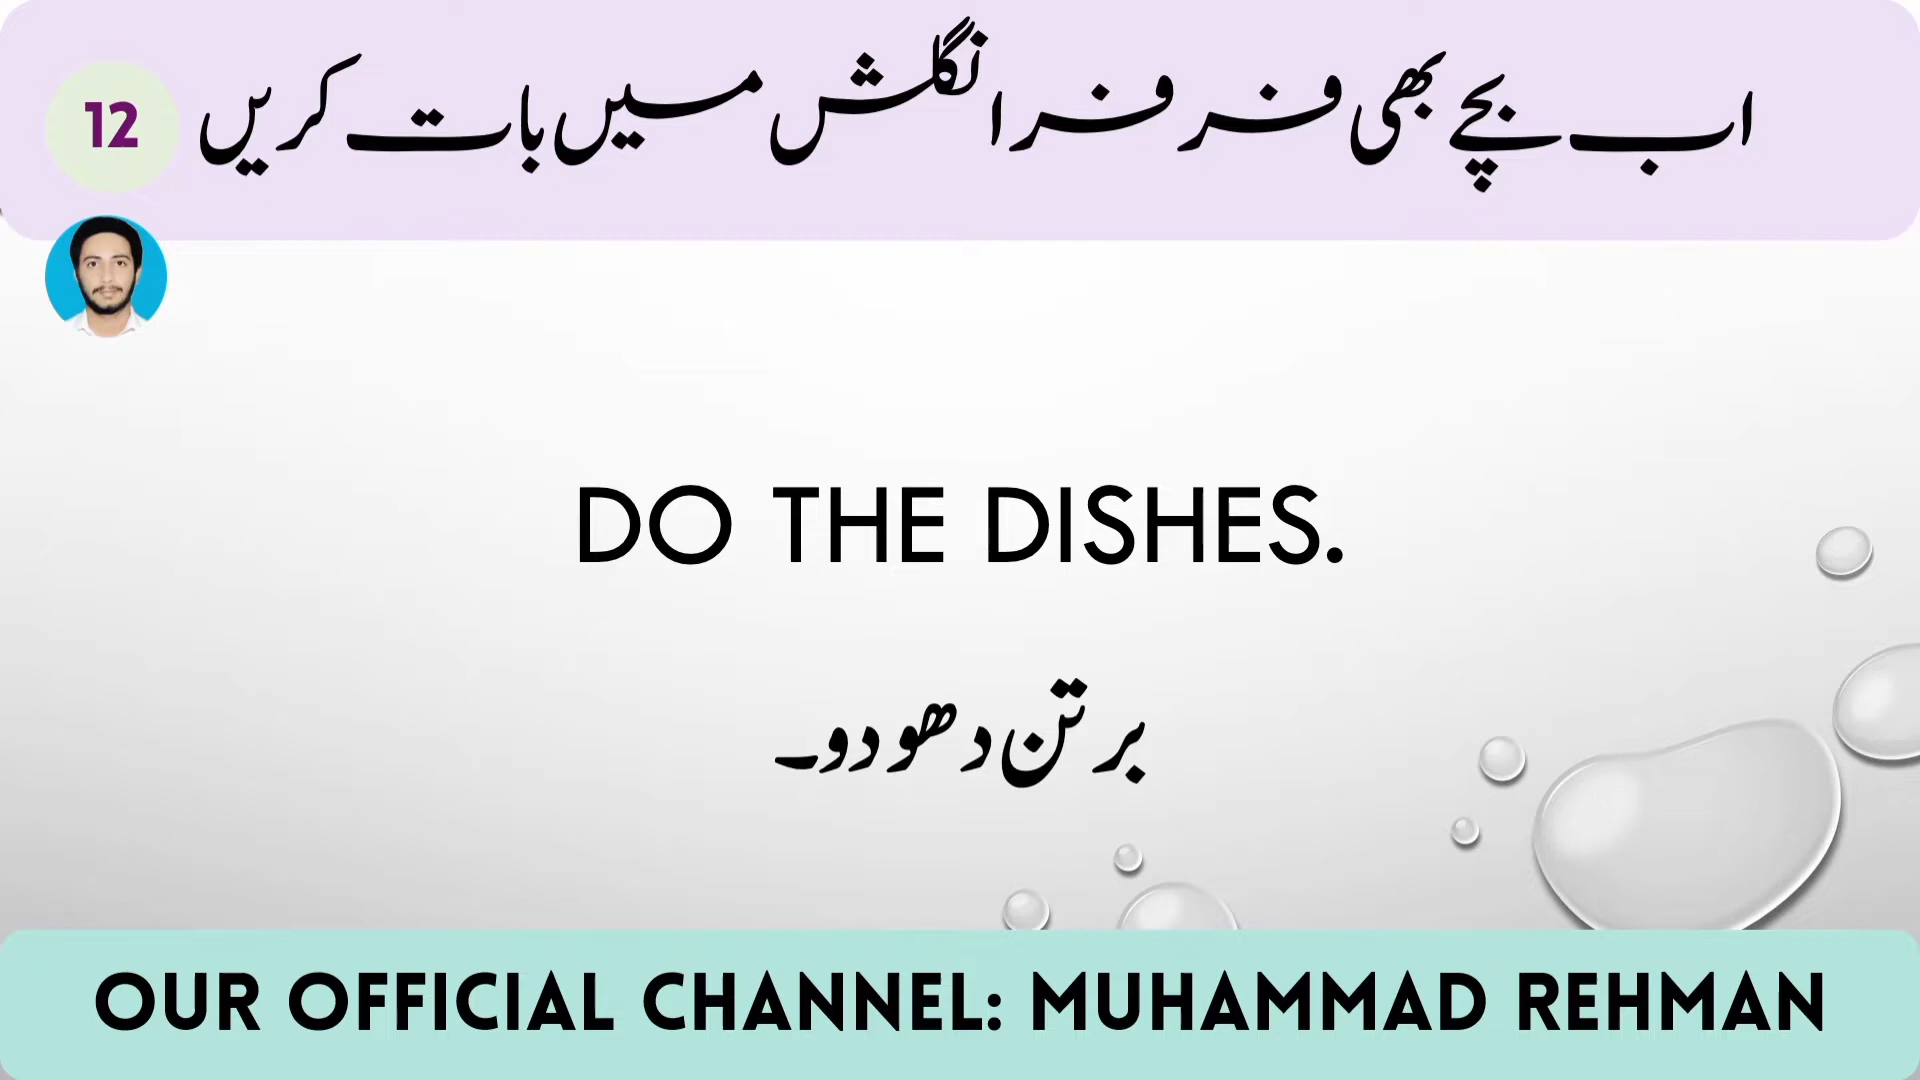 اب بچے بھی فر فر انگلش میں بات کریں
12
DO THE DISHES.
برتن دھو دو۔
OUR OFFICIAL CHANNEL: MUHAMMAD REHMAN